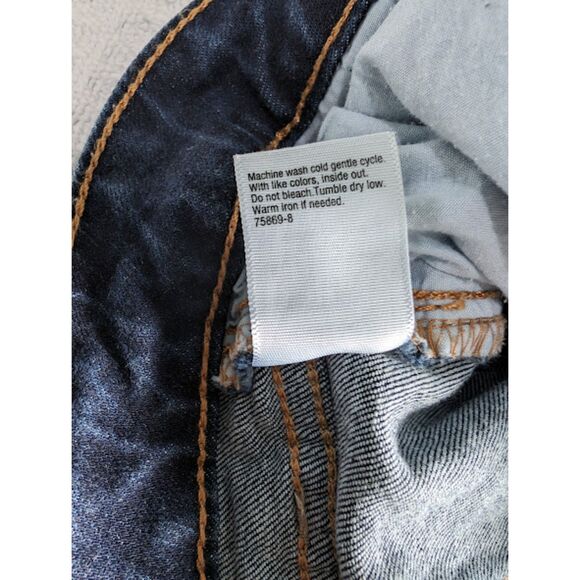 Machine wash cold gentle cycle.
With like colors, inside out.
Do not bleach.Tumble dry low.
Warm iron if needed.
75869-8